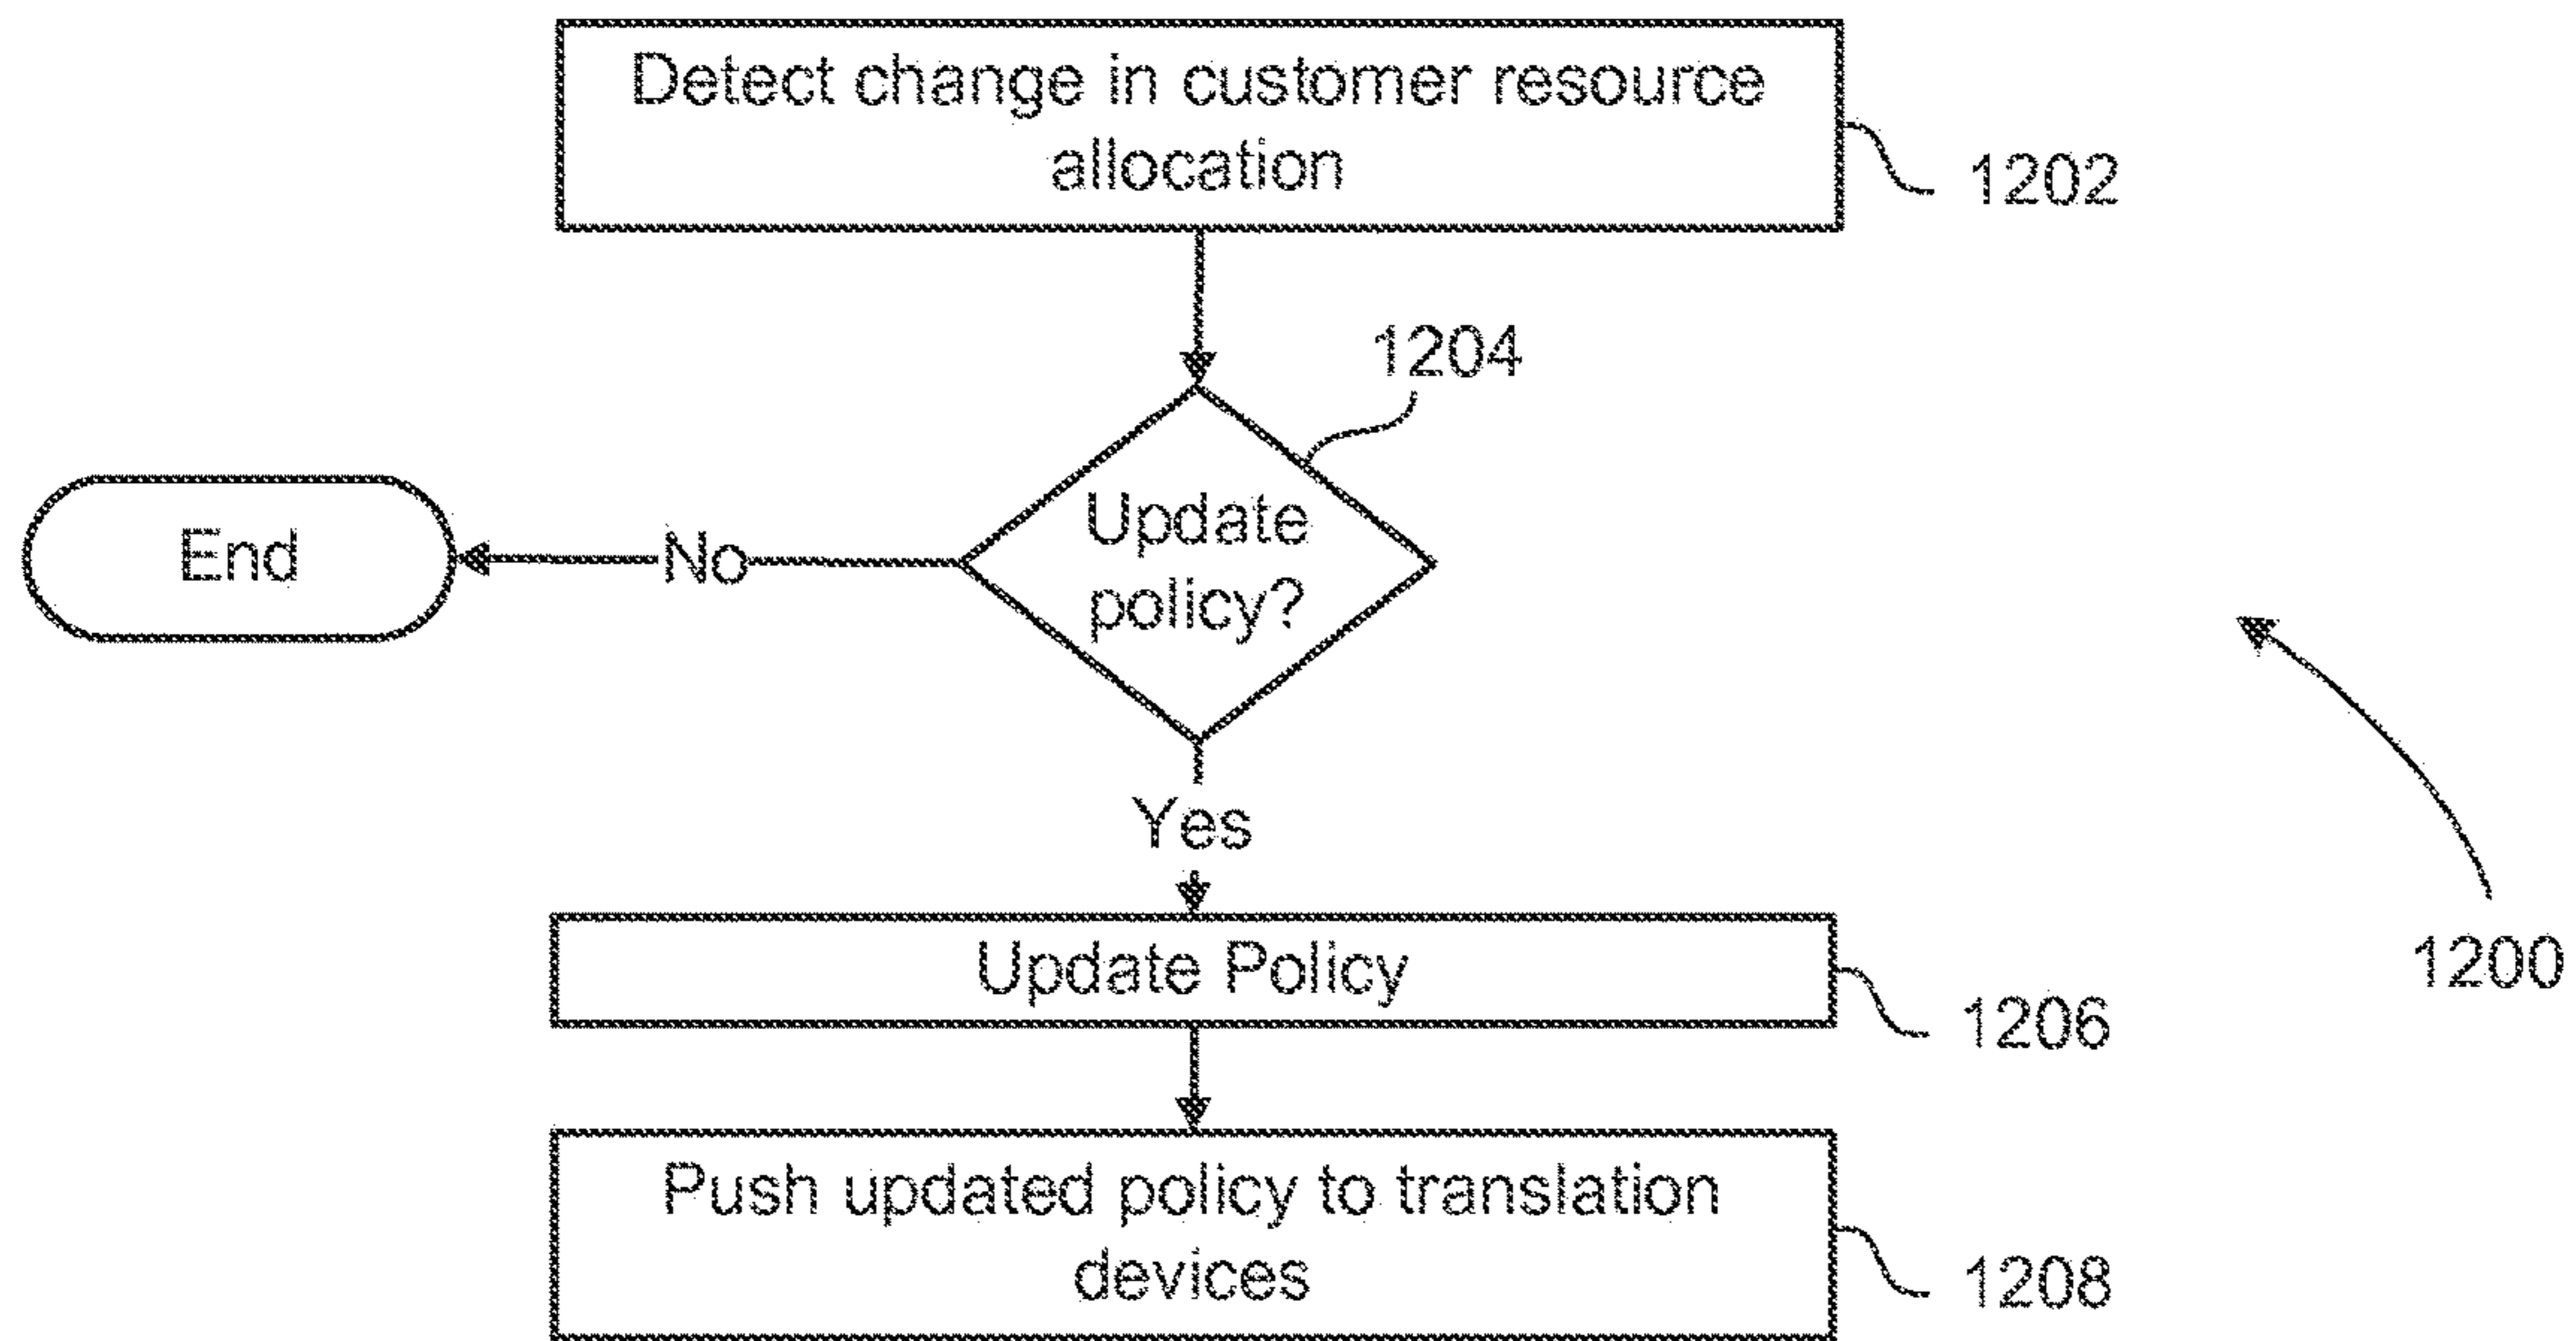 Detect change in customer resource
allocation
1202
1204
Update
policy?
No
End
Yes
Update Policy
1206
1200
Push updated policy to translation
devices
1208